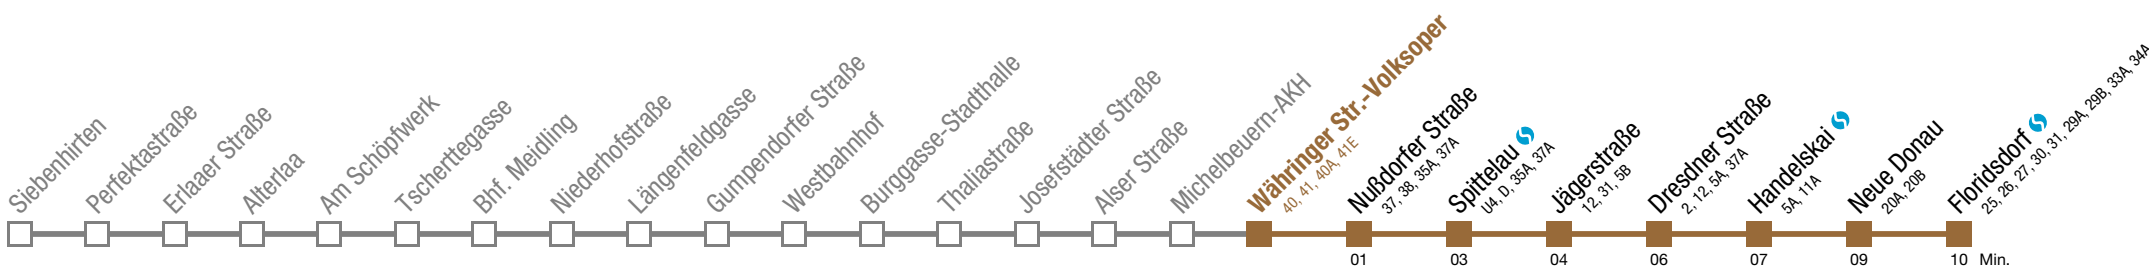 Siebenhirten
Perfektastraße
Erlaaer Straße
Alterlaa
Am Schöpfwerk
Tscherttegasse
Bhf. Meidling
Niederhofstraße
Längenfeldgasse
Gumpendorfer Straße
Westbahnhof
Burggasse-Stadthalle
Thaliastraße
Josefstädter Straße
Alser Straße
Michelbeuern-AKH
Währinger Str.-Volksoper
40, 41, 40A, 41E
Nußdorfer Straße
37, 38, 35A, 37A
Spittelau
U4, D, 35A, 37A
Jägerstraße
12, 31, 5B
Dresdner Straße
2, 12, 5A, 37A
Handelskai
5A, 11A
Neue Donau
20A, 20B
Floridsdorf
25, 26, 27, 30, 31, 29A, 29B, 33A, 34A
01 03 04 06 07 09 10 Min.